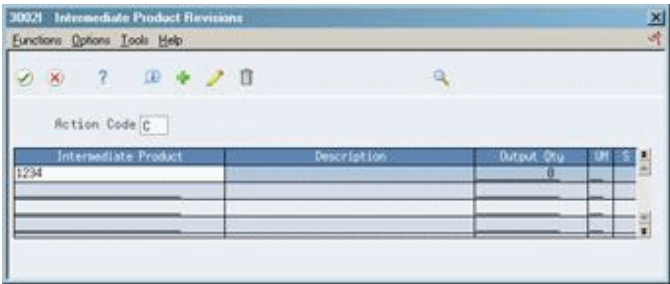 30021 Intermediate Product Revisions
Functions Options Tools Help
Action Code C
Intermediate Product Description Output Qty UM S
1234 0